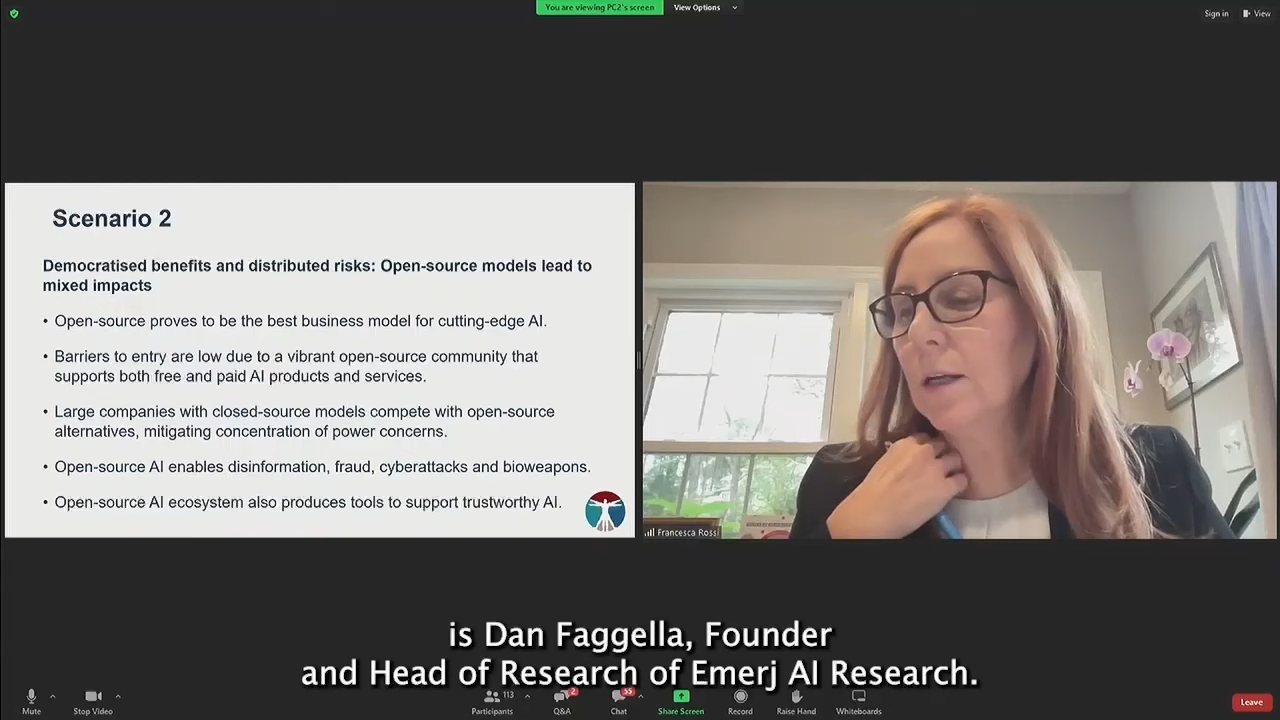 You are viewing PC2's screen
View Options
Sign in
View
Scenario 2
Democratised benefits and distributed risks: Open-source models lead to
mixed impacts
• Open-source proves to be the best business model for cutting-edge AI.
• Barriers to entry are low due to a vibrant open-source community that
supports both free and paid AI products and services.
• Large companies with closed-source models compete with open-source
alternatives, mitigating concentration of power concerns.
• Open-source AI enables disinformation, fraud, cyberattacks and bioweapons.
• Open-source AI ecosystem also produces tools to support trustworthy AI.
Francesca Rossi
is Dan Faggella, Founder
and Head of Research of Emerj AI Research.
113
2
55
Mute
Stop Video
Participants
Q&A
Chat
Share Screen
Record
Raise Hand
Whiteboards
Leave